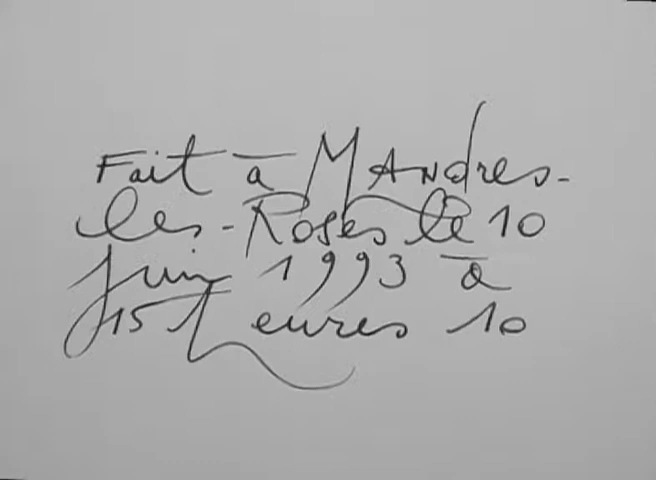 Fait à MANdres-
les-Roses le 10
Juin 1993 à
15 heures 10